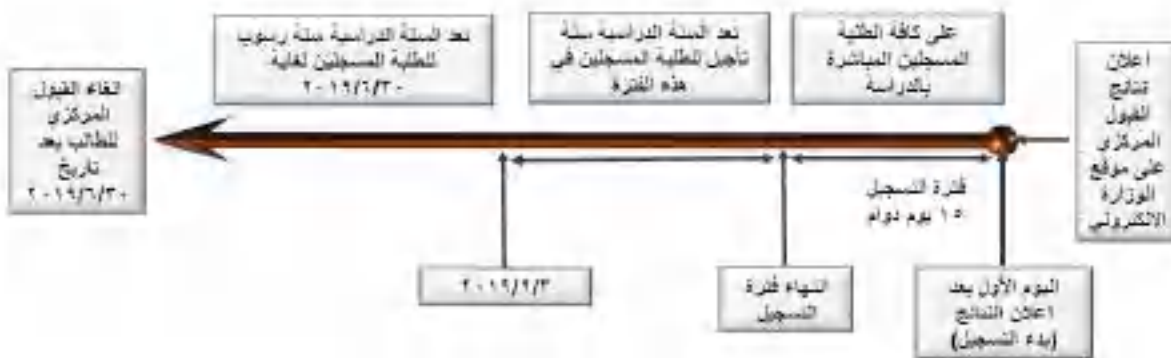 اعلان
نتائج
القبول
المركزي
على موقع
الوزارة
الالكتروني
على كافة الطلبة
المسجلين المباشرة
بالدراسة
تعد السنة الدراسية سنة
تأجيل للطلبة المسجلين في
هذه الفترة
تعد السنة الدراسية سنة رسوب
للطلبة المسجلين لغاية
٢٠١٩/٦/٣٠
الغاء القبول
المركزي
للطالب بعد
تاريخ
٢٠١٩/٦/٣٠
فترة التسجيل
١٥ يوم دوام
اليوم الأول بعد
اعلان النتائج
(بدء التسجيل)
انتهاء فترة
التسجيل